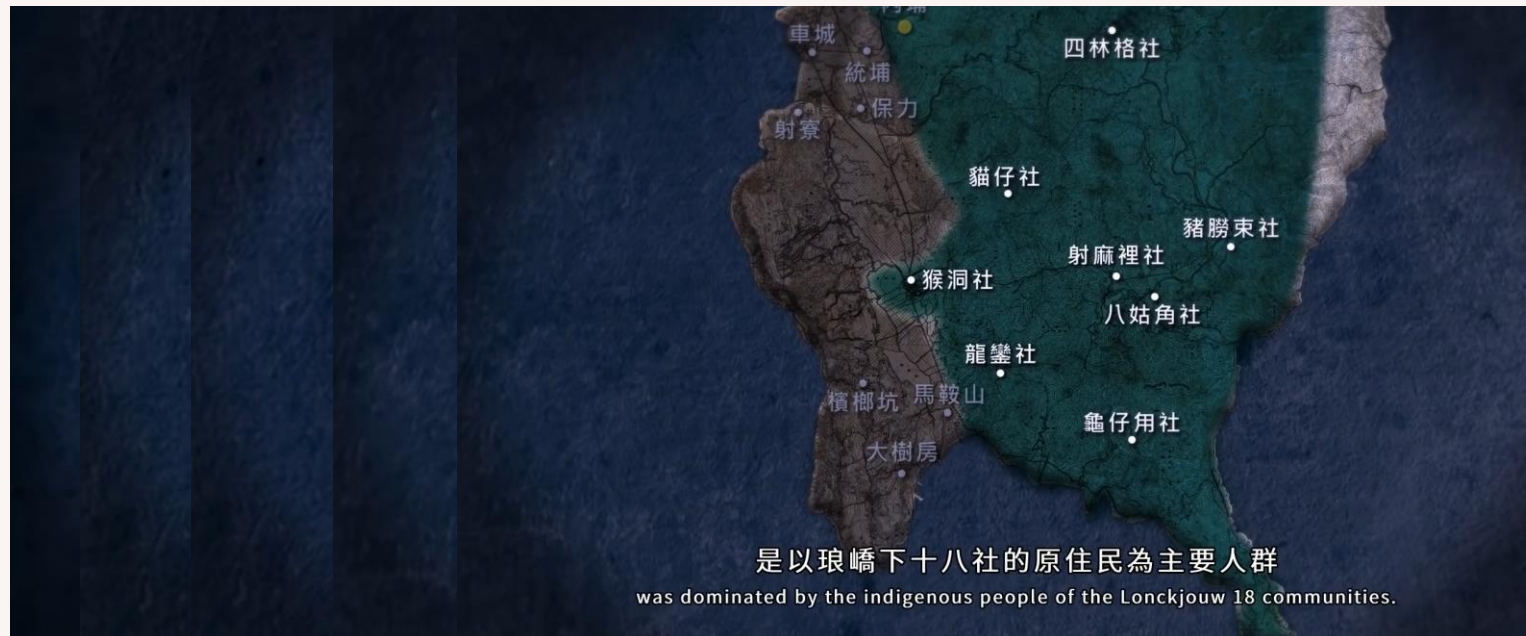 車城
四林格社
統埔
保力
射寮
貓仔社
豬朥束社
射麻裡社
猴洞社
八姑角社
龍鑾社
檳榔坑
馬鞍山
龜仔甪社
大樹房
是以琅嶠下十八社的原住民為主要人群
was dominated by the indigenous people of the Lonckjouw 18 communities.